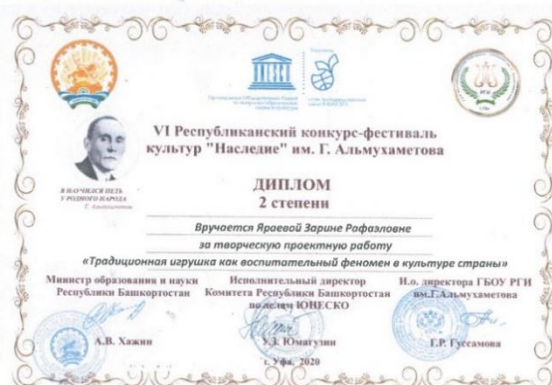 VI Республиканский конкурс-фестиваль
культур "Наследие" им. Г. Альмухаметова
Я НАУЧИЛСЯ ПЕТЬ
У РОДНОГО НАРОДА
Г. Альмухаметов
ДИПЛОМ
2 степени
Вручается Яраевой Зарине Рафаэловне
за творческую проектную работу
«Традиционная игрушка как воспитательный феномен в культуре страны»
Министр образования и науки
Республики Башкортостан
А.В. Хажин
Исполнительный директор
Комитета Республики Башкортостан
по делам ЮНЕСКО
У.З. Юмагузин
И.о. директора ГБОУ РГИ
им.Г.Альмухаметова
Г.Р. Гуссамова
г. Уфа, 2020